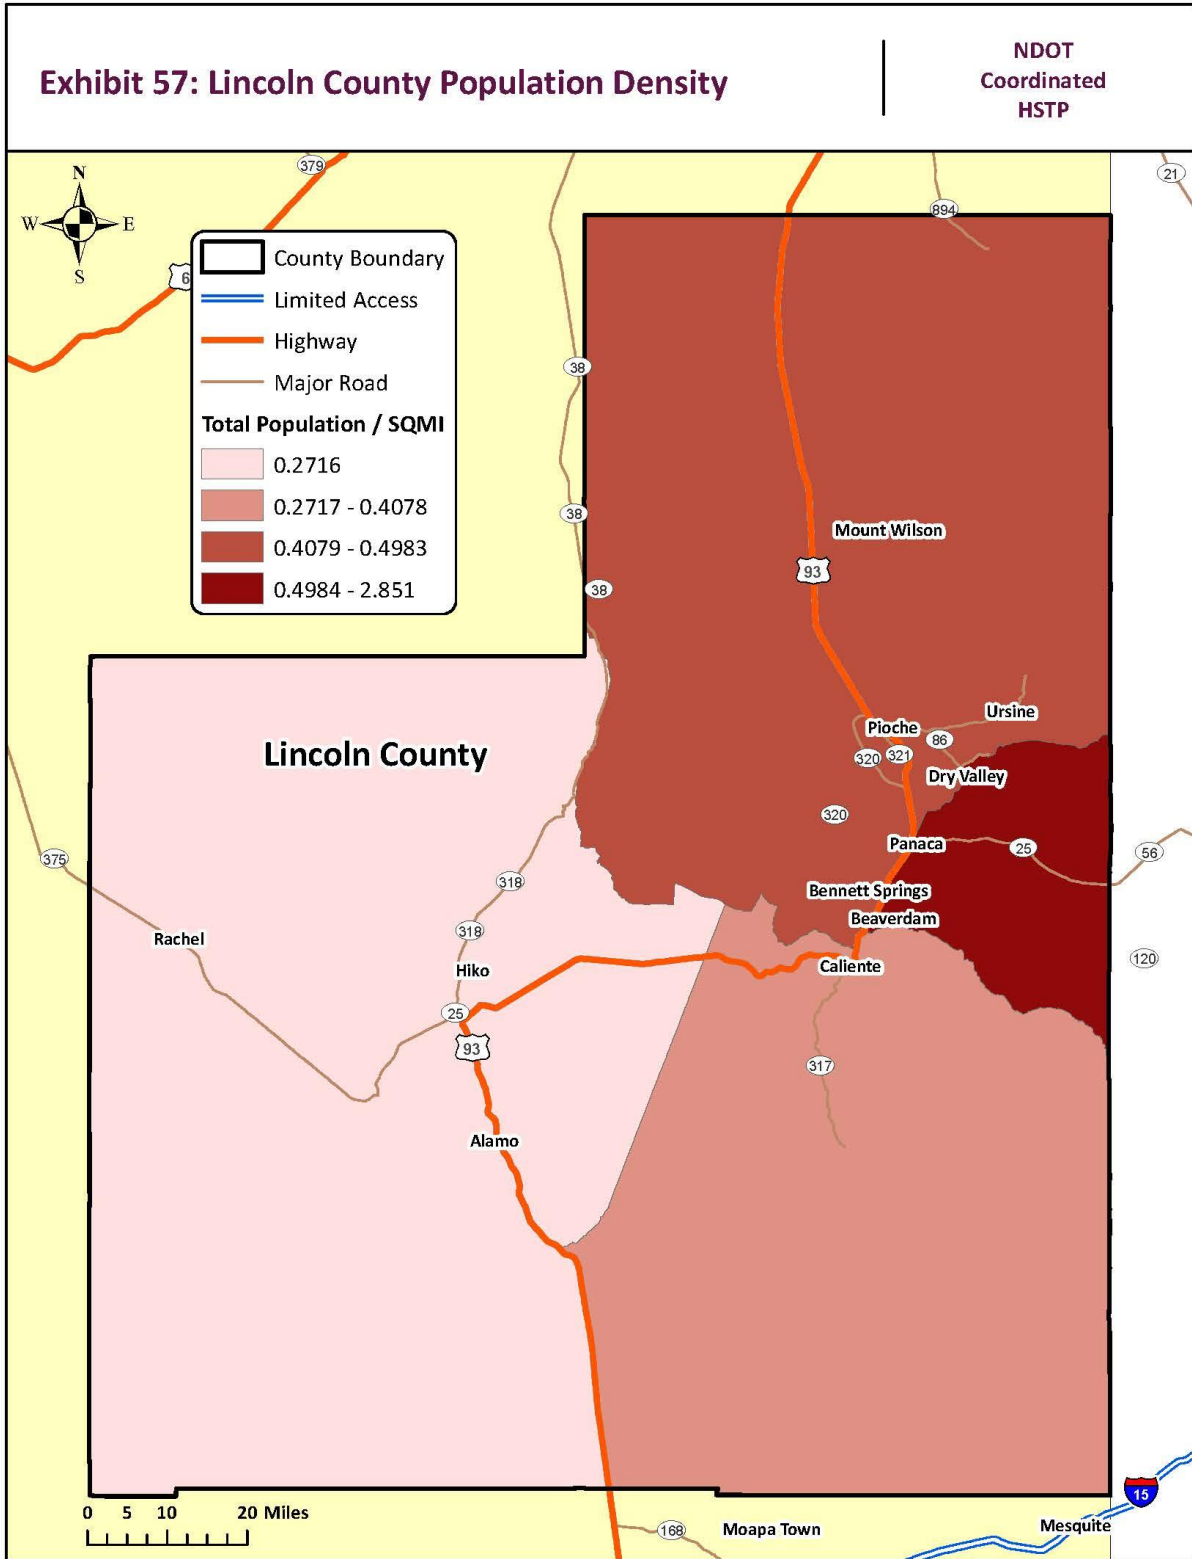 Exhibit 57: Lincoln County Population Density
NDOT
Coordinated
HSTP
N
W E
S
379
6
894
21
County Boundary
Limited Access
Highway
Major Road
Total Population / SQMI
0.2716
0.2717 - 0.4078
0.4079 - 0.4983
0.4984 - 2.851
38
38
38
Mount Wilson
93
Ursine
Pioche
86
320
321
Dry Valley
Lincoln County
320
Panaca
25
56
375
318
Bennett Springs
Beaverdam
318
Rachel
Hiko
Caliente
120
25
93
317
Alamo
15
0 5 10 20 Miles
168
Moapa Town
Mesquite